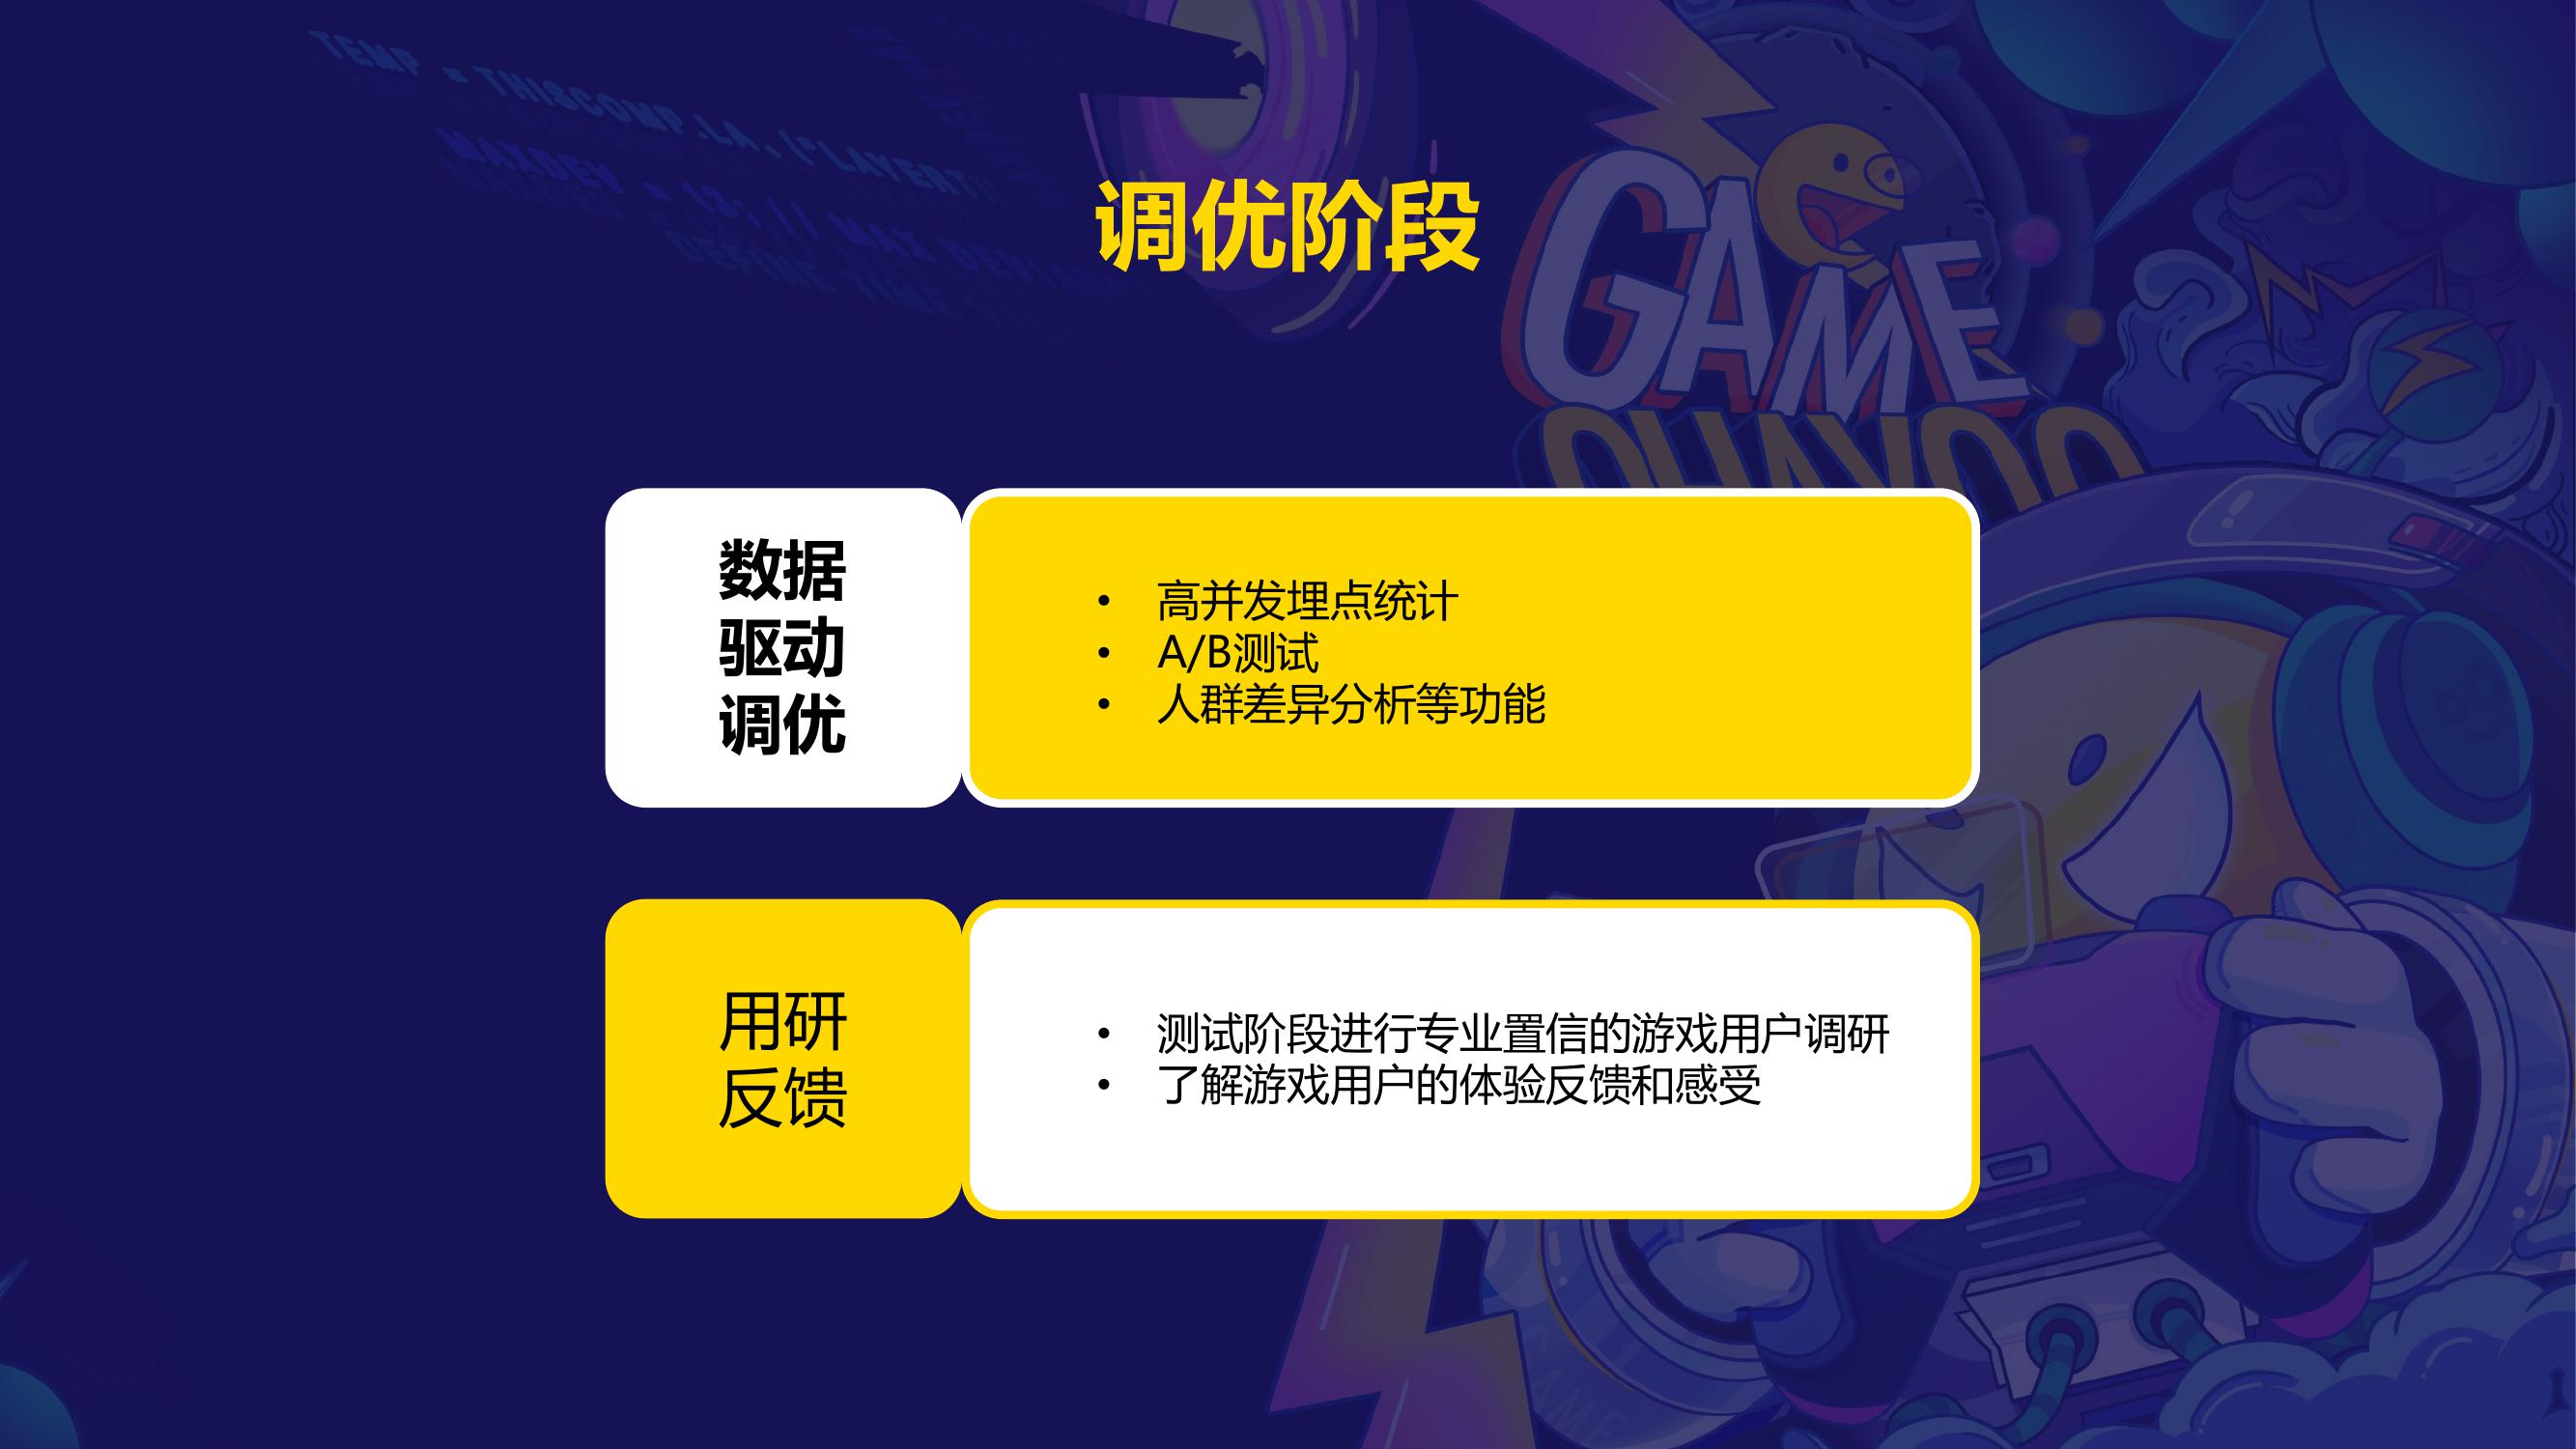 TEMP = THISCOMP.LA
调优阶段
GAME
数据
驱动
调优
• 高并发埋点统计
• A/B测试
• 人群差异分析等功能
用研
反馈
• 测试阶段进行专业置信的游戏用户调研
• 了解游戏用户的体验反馈和感受